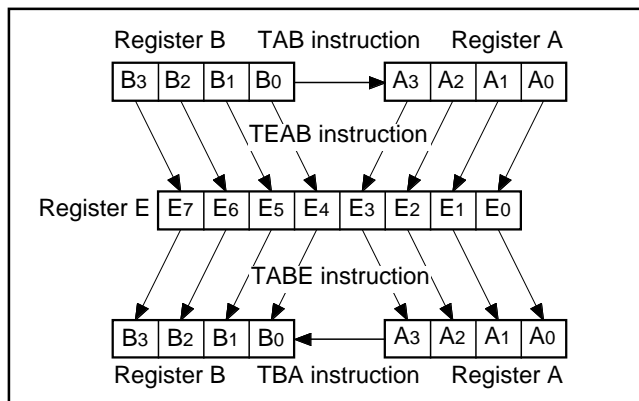 Register B TAB instruction Register A
B3 B2 B1 B0 A3 A2 A1 A0
TEAB instruction
Register E E7 E6 E5 E4 E3 E2 E1 E0
TABE instruction
B3 B2 B1 B0 A3 A2 A1 A0
Register B TBA instruction Register A